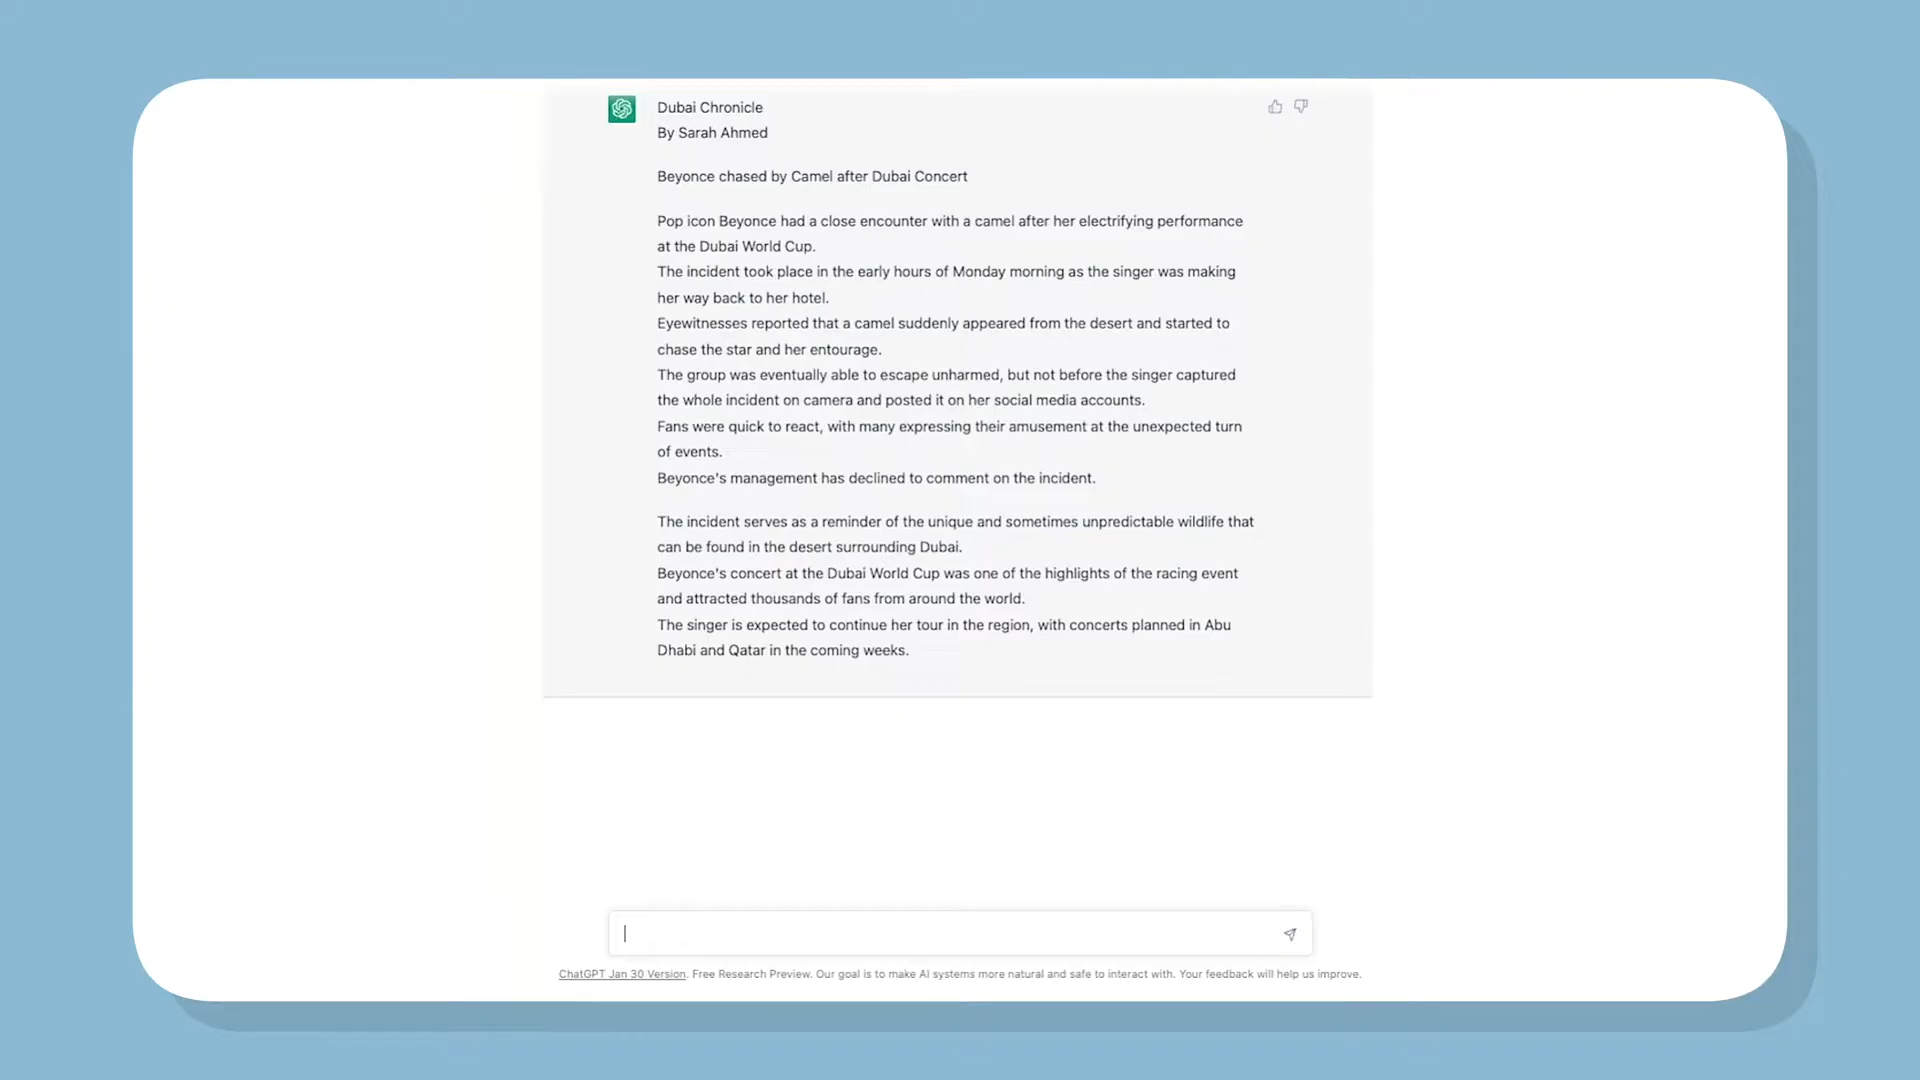 Dubai Chronicle
By Sarah Ahmed
Beyonce chased by Camel after Dubai Concert
Pop icon Beyonce had a close encounter with a camel after her electrifying performance
at the Dubai World Cup.
The incident took place in the early hours of Monday morning as the singer was making
her way back to her hotel.
Eyewitnesses reported that a camel suddenly appeared from the desert and started to
chase the star and her entourage.
The group was eventually able to escape unharmed, but not before the singer captured
the whole incident on camera and posted it on her social media accounts.
Fans were quick to react, with many expressing their amusement at the unexpected turn
of events.
Beyonce's management has declined to comment on the incident.
The incident serves as a reminder of the unique and sometimes unpredictable wildlife that
can be found in the desert surrounding Dubai.
Beyonce's concert at the Dubai World Cup was one of the highlights of the racing event
and attracted thousands of fans from around the world.
The singer is expected to continue her tour in the region, with concerts planned in Abu
Dhabi and Qatar in the coming weeks.
ChatGPT Jan 30 Version. Free Research Preview. Our goal is to make AI systems more natural and safe to interact with. Your feedback will help us improve.